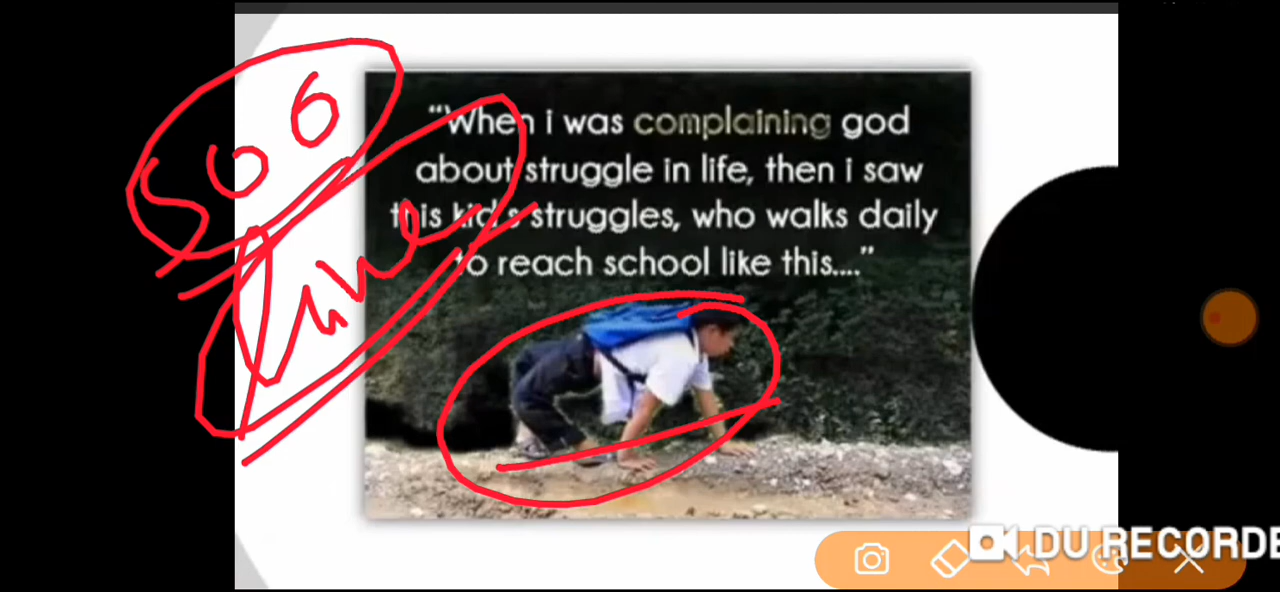 “When i was complaining god
about struggle in life, then i saw
this kid's struggles, who walks daily
to reach school like this....”
DU RECORDE